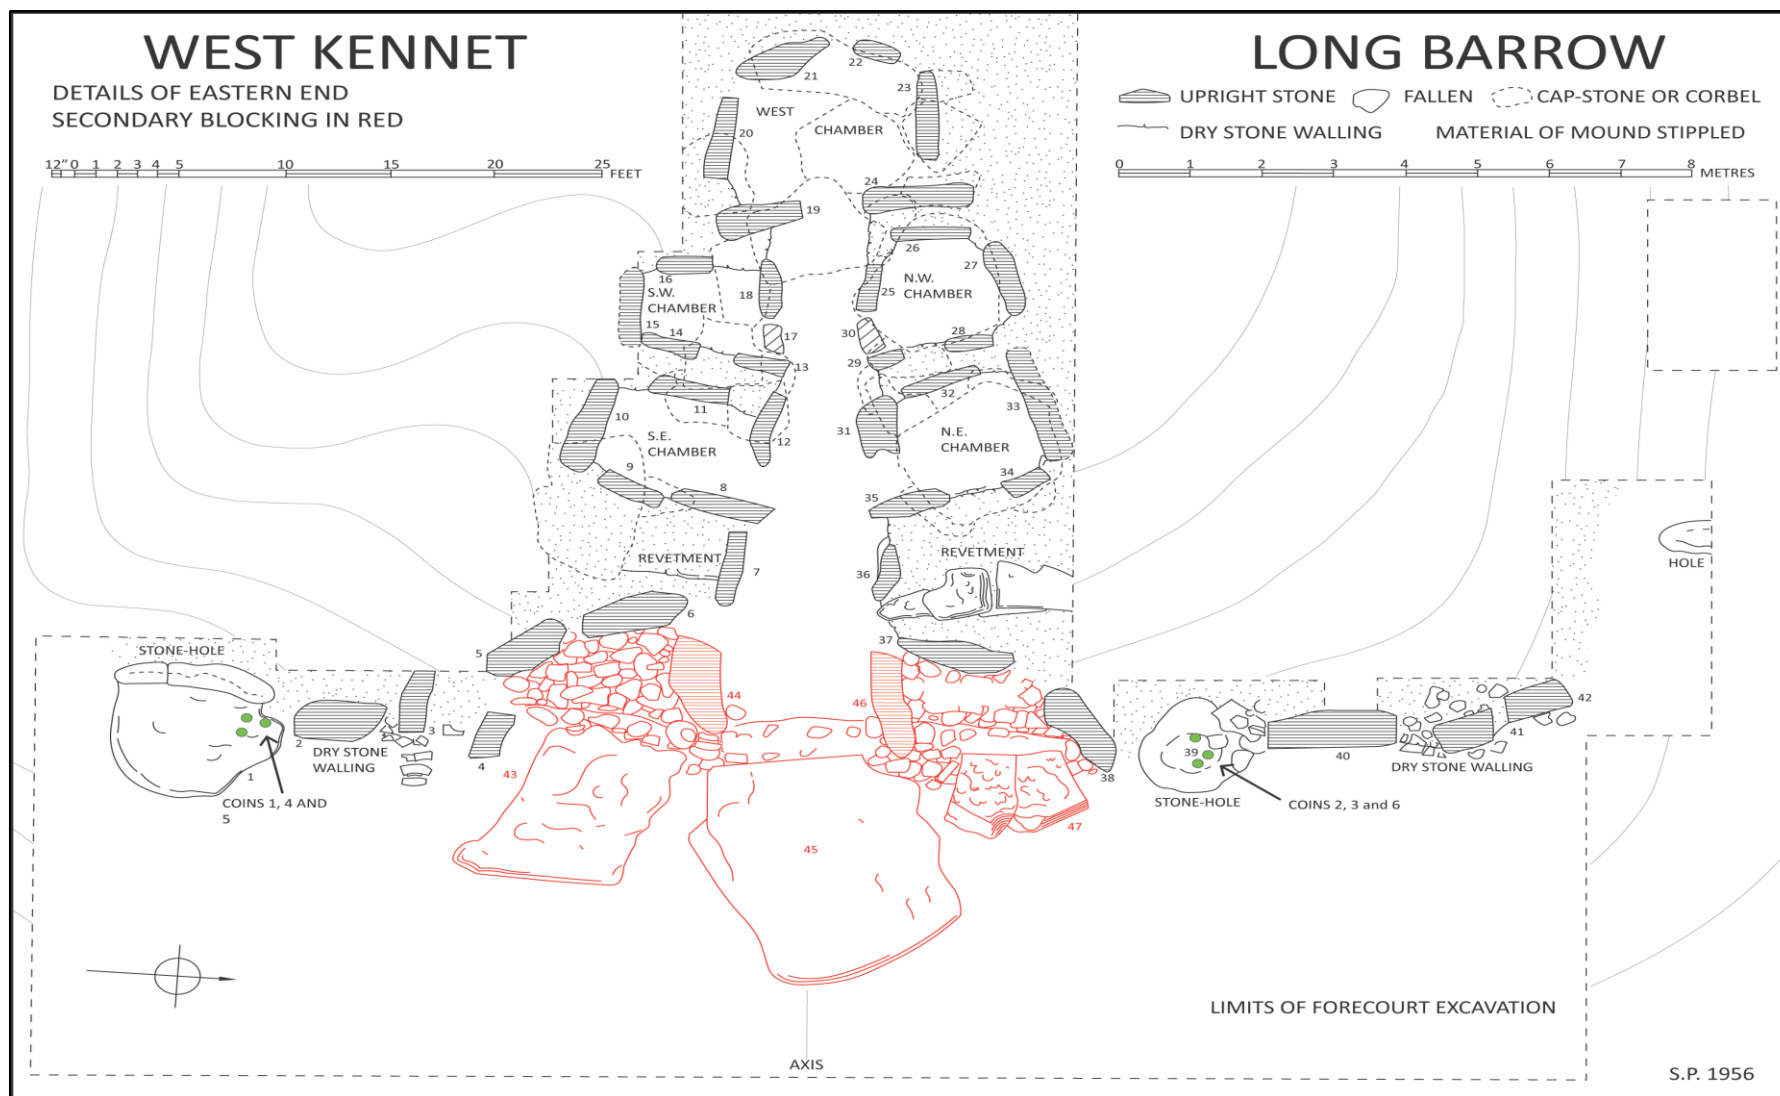 WEST KENNET
DETAILS OF EASTERN END
SECONDARY BLOCKING IN RED
12" 0 1 2 3 4 5 10 15 20 25 FEET
LONG BARROW
UPRIGHT STONE FALLEN CAP-STONE OR CORBEL
DRY STONE WALLING MATERIAL OF MOUND STIPPLED
0 1 2 3 4 5 6 7 8 METRES
21 22 23
WEST
CHAMBER
20
24
19
26
27
16
S.W.
CHAMBER
18
25
N.W.
CHAMBER
15 14
17
30
28
13
29
10
11
32
33
12
31
S.E.
CHAMBER
N.E.
CHAMBER
9
8
34
35
REVETMENT
7
36
REVETMENT
HOLE
6
5
37
STONE-HOLE
44
46
42
2
3
4
43
DRY STONE
WALLING
1
38
39
40
41
DRY STONE WALLING
COINS 1, 4 AND
5
STONE-HOLE
COINS 2, 3 and 6
47
45
LIMITS OF FORECOURT EXCAVATION
AXIS
S.P. 1956